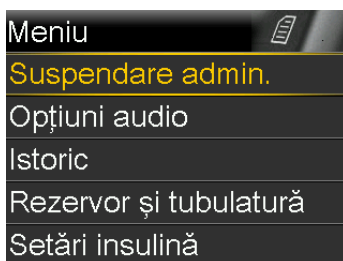 Meniu
Suspendare admin.
Opțiuni audio
Istoric
Rezervor și tubulatură
Setări insulină